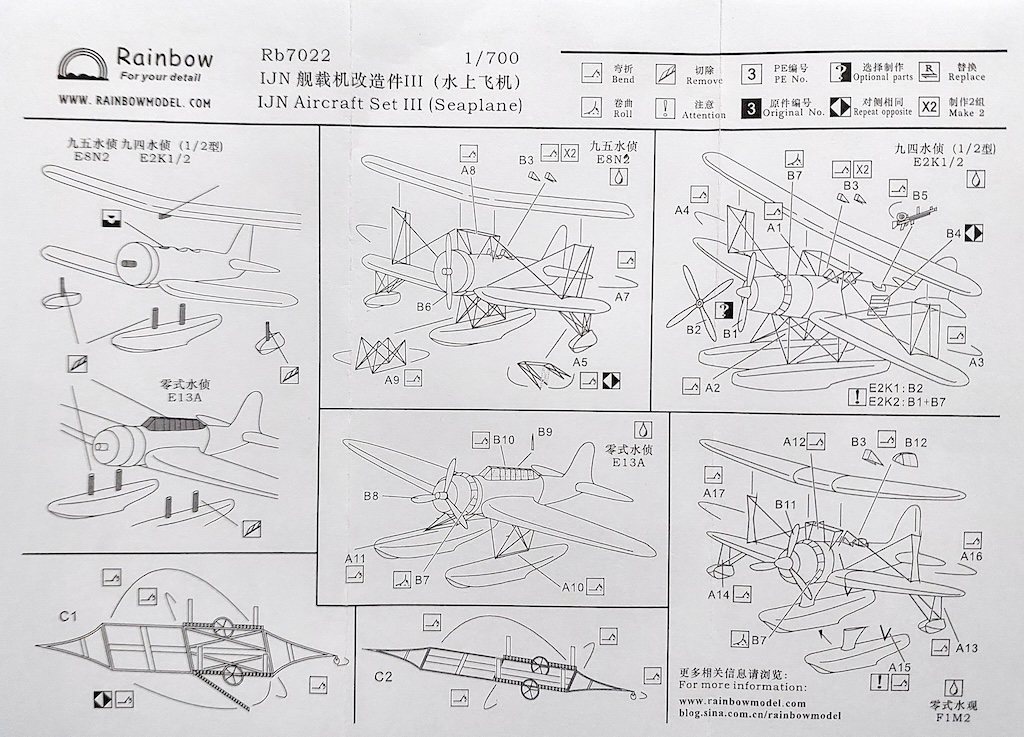 Rainbow
For your detail
WWW. RAINBOWMODEL. COM
Rb7022 1/700
IJN 舰载机改造件III (水上飞机)
IJN Aircraft Set III (Seaplane)
弯折
Bend
切除
Remove
3
PE编号
PE No.
?
选择制作
Optional parts
R
替换
Replace
卷曲
Roll
!
注意
Attention
3
原件编号
Original No.
对侧相同
Repeat opposite
X2
制作2组
Make 2
九五水侦 九四水侦 (1/2型)
E8N2 E2K1/2
零式水侦
E13A
九五水侦
E8N2
A8
B3
X2
B6
A7
A9
A5
九四水侦 (1/2型)
E2K1/2
B7
X2
B3
B5
A4
A1
B4
B2
?
B1
A3
A2
!
E2K1: B2
E2K2: B1+B7
零式水侦
E13A
B10
B9
B8
A11
B7
A10
A12
B3
B12
A17
B11
A16
A14
B7
A13
A15
!
零式水观
F1M2
C1
C2
更多相关信息请浏览:
For more information:
www.rainbowmodel.com
blog.sina.com.cn/rainbowmodel